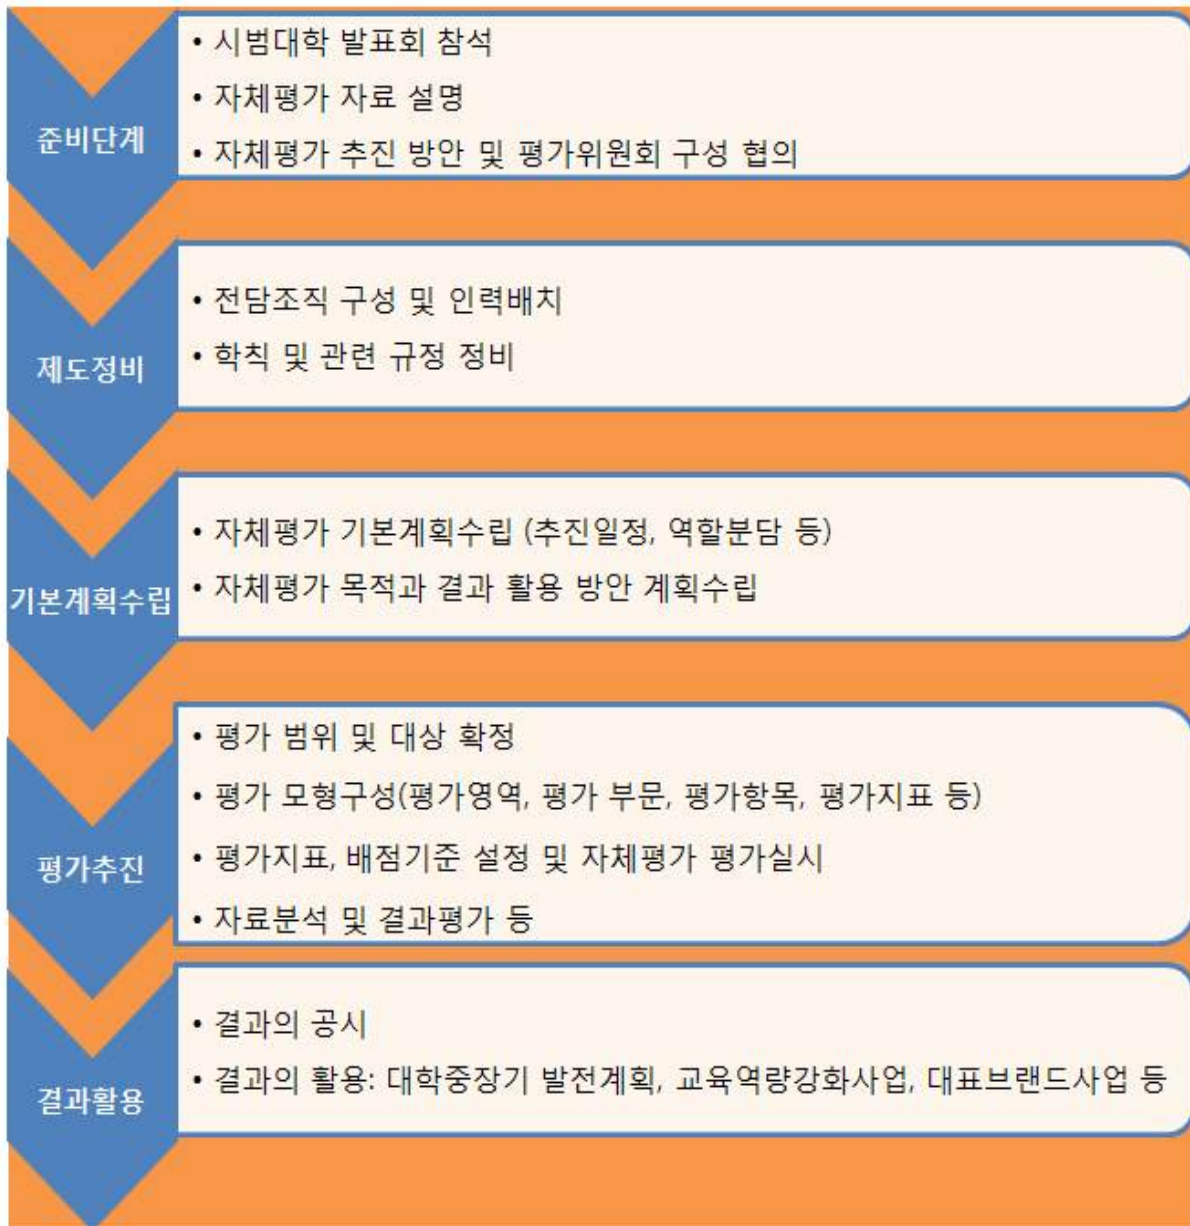 준비단계
• 시범대학 발표회 참석
• 자체평가 자료 설명
• 자체평가 추진 방안 및 평가위원회 구성 협의
제도정비
• 전담조직 구성 및 인력배치
• 학칙 및 관련 규정 정비
기본계획수립
• 자체평가 기본계획수립 (추진일정, 역할분담 등)
• 자체평가 목적과 결과 활용 방안 계획수립
평가추진
• 평가 범위 및 대상 확정
• 평가 모형구성(평가영역, 평가 부문, 평가항목, 평가지표 등)
• 평가지표, 배점기준 설정 및 자체평가 평가실시
• 자료분석 및 결과평가 등
결과활용
• 결과의 공시
• 결과의 활용: 대학중장기 발전계획, 교육역량강화사업, 대표브랜드사업 등